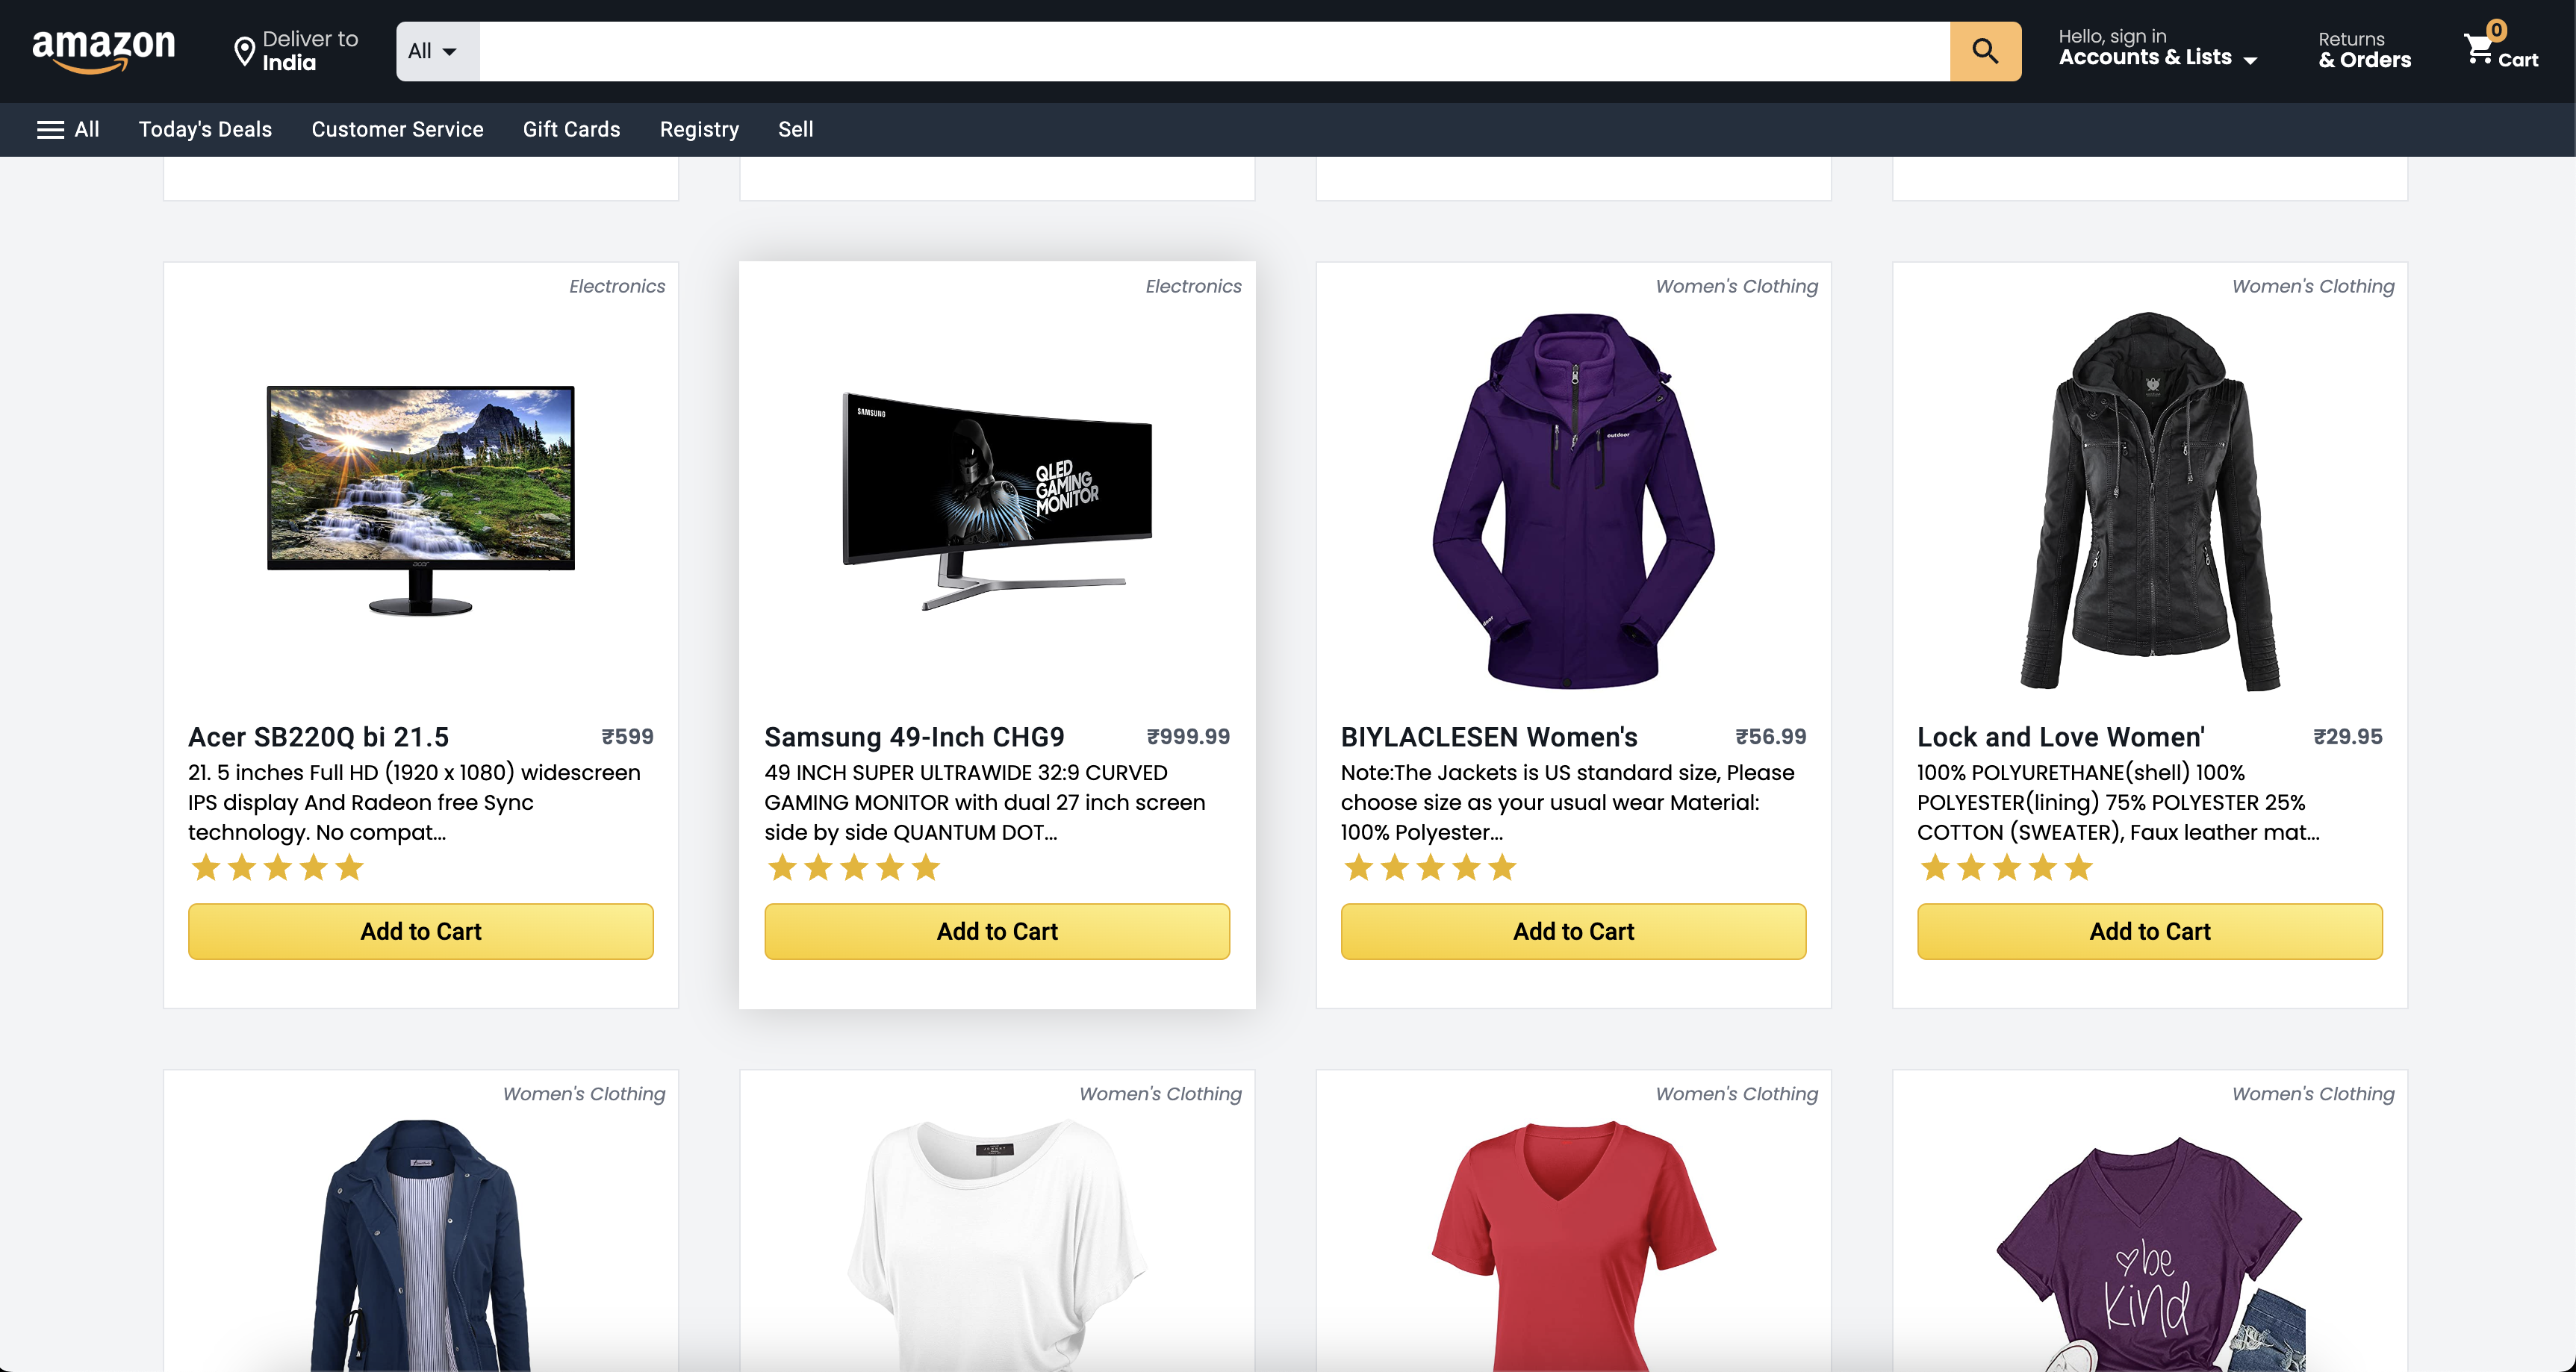 amazon
Deliver to
India
All
Hello, sign in
Accounts & Lists
Returns
& Orders
0
Cart
All
Today's Deals
Customer Service
Gift Cards
Registry
Sell
Electronics
SAMSUNG
QLED
GAMING
MONITOR
acer
Electronics
outdoor
Women's Clothing
Women's Clothing
Acer SB220Q bi 21.5
₹599
21. 5 inches Full HD (1920 x 1080) widescreen
IPS display And Radeon free Sync
technology. No compat...
Add to Cart
Samsung 49-Inch CHG9
₹999.99
49 INCH SUPER ULTRAWIDE 32:9 CURVED
GAMING MONITOR with dual 27 inch screen
side by side QUANTUM DOT...
Add to Cart
BIYLACLESEN Women's
₹56.99
Note:The Jackets is US standard size, Please
choose size as your usual wear Material:
100% Polyester...
Add to Cart
Lock and Love Women'
₹29.95
100% POLYURETHANE(shell) 100%
POLYESTER(lining) 75% POLYESTER 25%
COTTON (SWEATER), Faux leather mat...
Add to Cart
Women's Clothing
Women's Clothing
Women's Clothing
Women's Clothing
be
kind